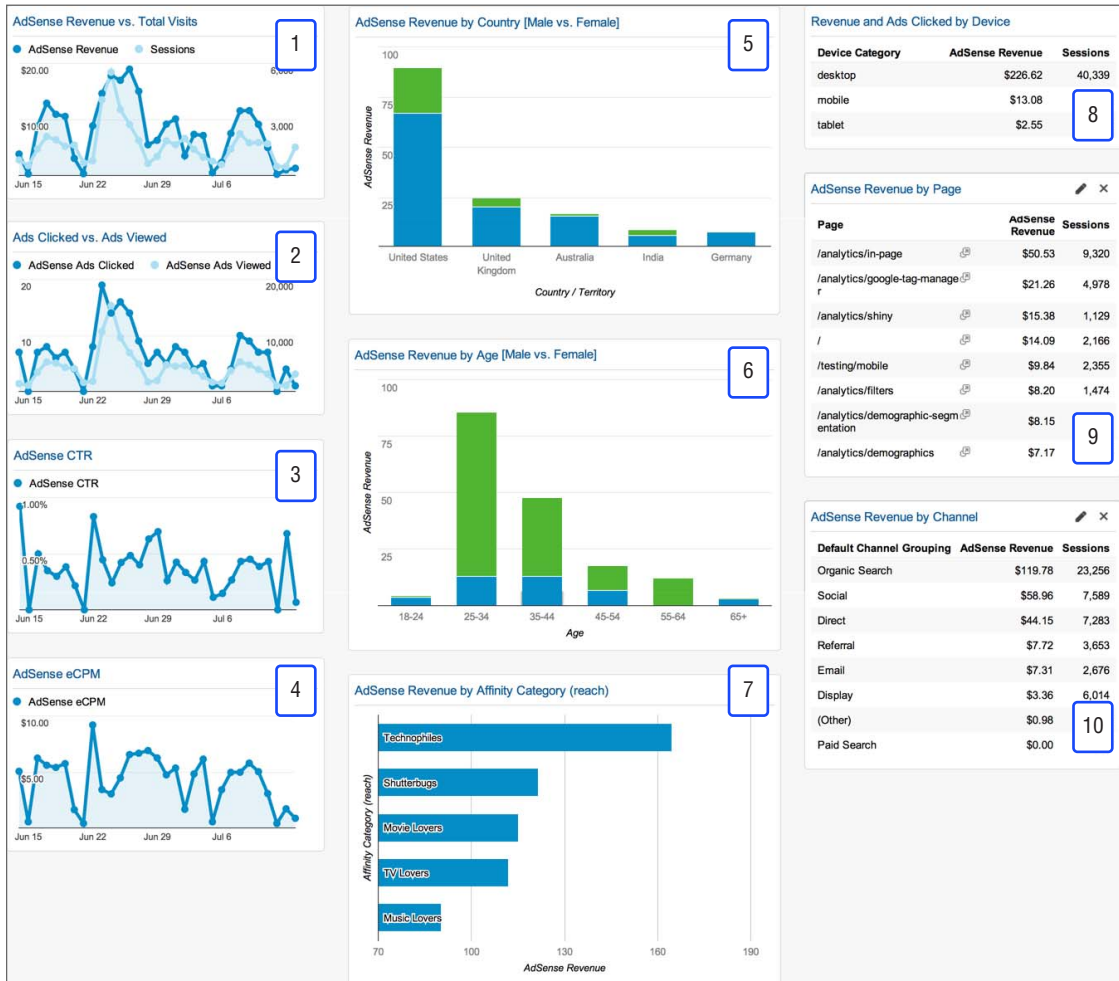 AdSense Revenue vs. Total Visits
1
AdSense Revenue Sessions
$20.00 6,000
$10.00 3,000
Jun 15 Jun 22 Jun 29 Jul 6
Ads Clicked vs. Ads Viewed
2
AdSense Ads Clicked AdSense Ads Viewed
20 20,000
10 10,000
Jun 15 Jun 22 Jun 29 Jul 6
AdSense CTR
3
AdSense CTR
1.00%
0.50%
Jun 15 Jun 22 Jun 29 Jul 6
AdSense eCPM
4
AdSense eCPM
$10.00
$5.00
Jun 15 Jun 22 Jun 29 Jul 6
AdSense Revenue by Country [Male vs. Female]
5
100
75
50
25
AdSense Revenue
United States United Kingdom Australia India Germany
Country / Territory
AdSense Revenue by Age [Male vs. Female]
6
100
75
50
25
AdSense Revenue
18-24 25-34 35-44 45-54 55-64 65+
Age
AdSense Revenue by Affinity Category (reach)
7
Affinity Category (reach)
Technophiles
Shutterbugs
Movie Lovers
TV Lovers
Music Lovers
70 100 130 160 190
AdSense Revenue
Revenue and Ads Clicked by Device
Device Category AdSense Revenue Sessions
desktop $226.62 40,339
mobile $13.08
tablet $2.55
8
AdSense Revenue by Page
Page AdSense Revenue Sessions
/analytics/in-page $50.53 9,320
/analytics/google-tag-manage
r $21.26 4,978
/analytics/shiny $15.38 1,129
/ $14.09 2,166
/testing/mobile $9.84 2,355
/analytics/filters $8.20 1,474
/analytics/demographic-segm
entation $8.15
/analytics/demographics $7.17
9
AdSense Revenue by Channel
Default Channel Grouping AdSense Revenue Sessions
Organic Search $119.78 23,256
Social $58.96 7,589
Direct $44.15 7,283
Referral $7.72 3,653
Email $7.31 2,676
Display $3.36 6,014
(Other) $0.98
Paid Search $0.00
10